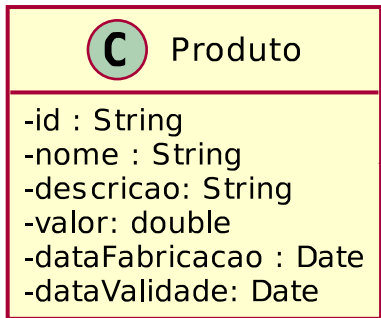 C Produto
-id : String
-nome : String
-descricao: String
-valor: double
-dataFabricacao : Date
-dataValidade: Date